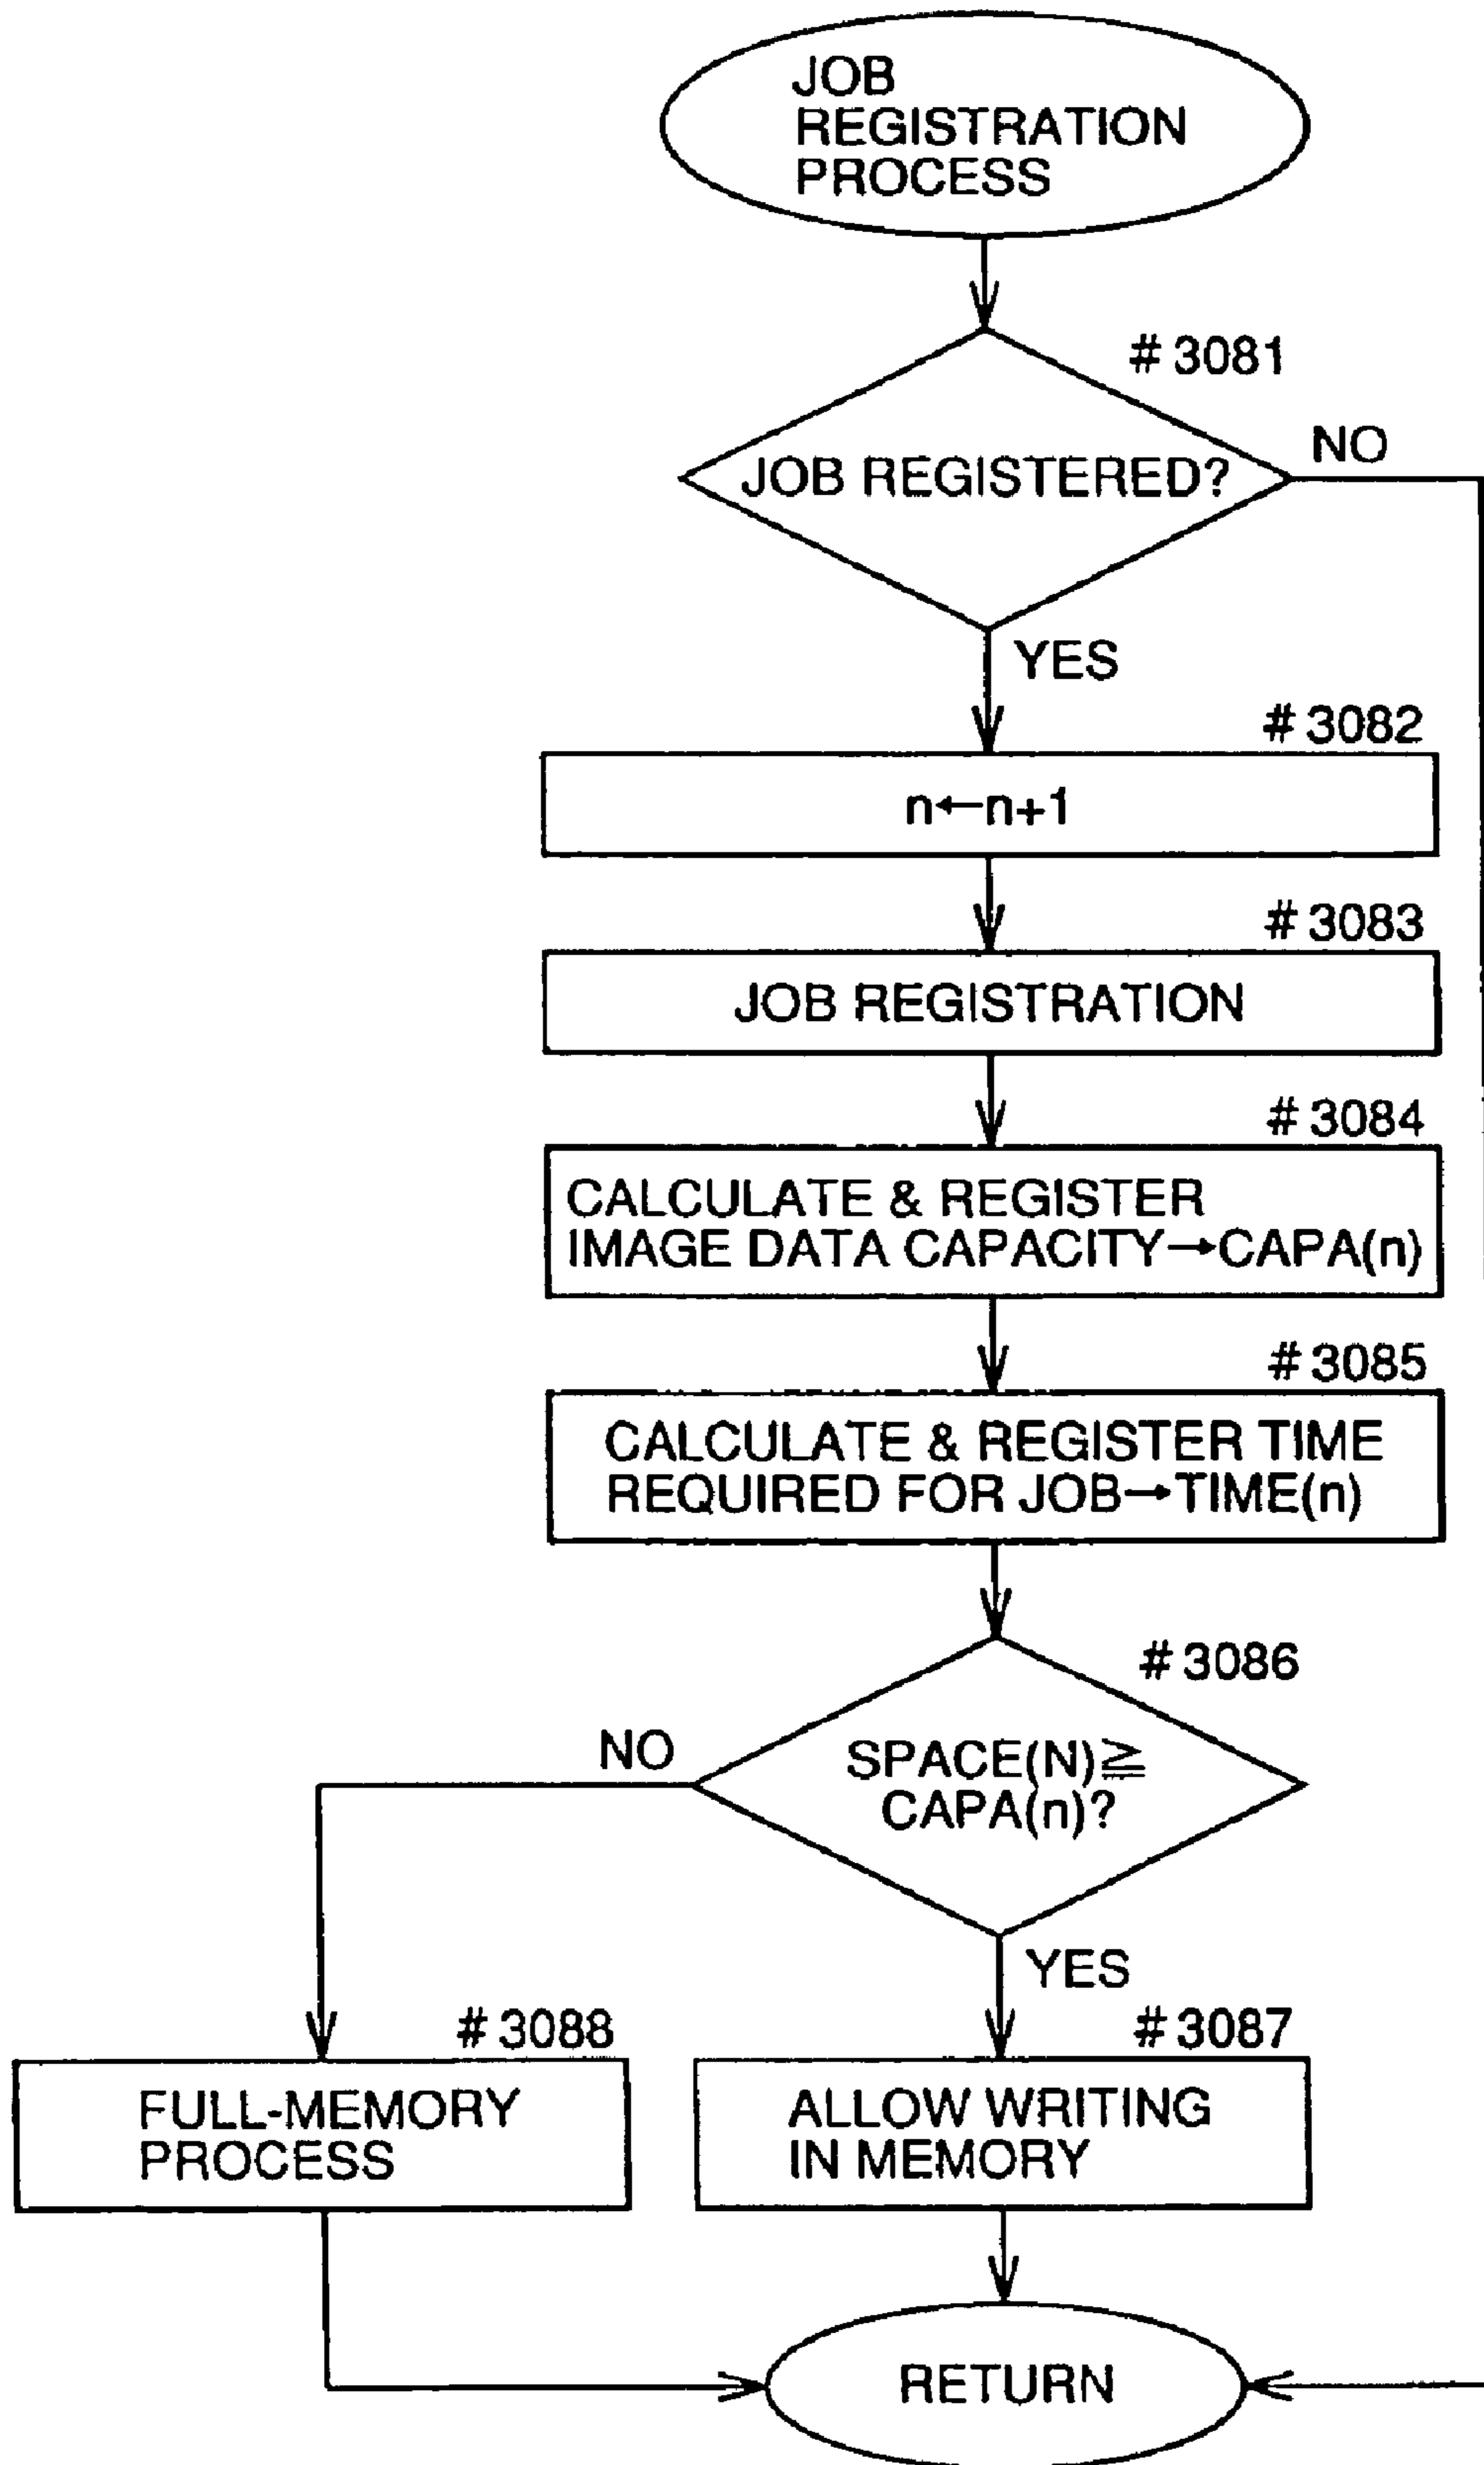 JOB
REGISTRATION
PROCESS
# 3081
JOB REGISTERED?
NO
YES
# 3082
n←n+1
# 3083
JOB REGISTRATION
# 3084
CALCULATE & REGISTER
IMAGE DATA CAPACITY→CAPA(n)
# 3085
CALCULATE & REGISTER TIME
REQUIRED FOR JOB→TIME(n)
# 3086
NO
SPACE(N)≧
CAPA(n)?
YES
# 3088
# 3087
FULL-MEMORY
PROCESS
ALLOW WRITING
IN MEMORY
RETURN